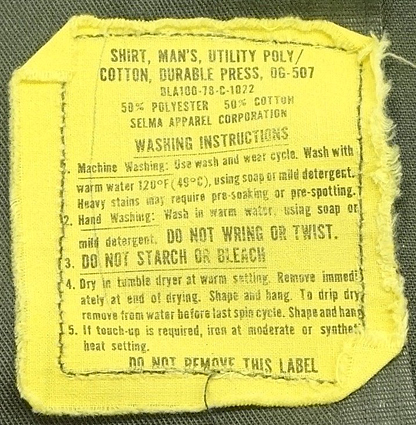 SHIRT, MAN'S, UTILITY POLY/
COTTON, DURABLE PRESS, OG-507
DLA100-78-C-1022
50% POLYESTER 50% COTTON
SELMA APPAREL CORPORATION
WASHING INSTRUCTIONS
1. Machine Washing: Use wash and wear cycle. Wash with
warm water 120°F (49°C), using soap or mild detergent.
Heavy stains may require pre-soaking or pre-spotting.
2. Hand Washing: Wash in warm water, using soap or
mild detergent. DO NOT WRING OR TWIST.
3. DO NOT STARCH OR BLEACH
4. Dry in tumble dryer at warm setting. Remove immedi
ately at end of drying. Shape and hang. To drip dry
remove from water before last spin cycle. Shape and hang
5. If touch-up is required, iron at moderate or synthet
heat setting.
DO NOT REMOVE THIS LABEL